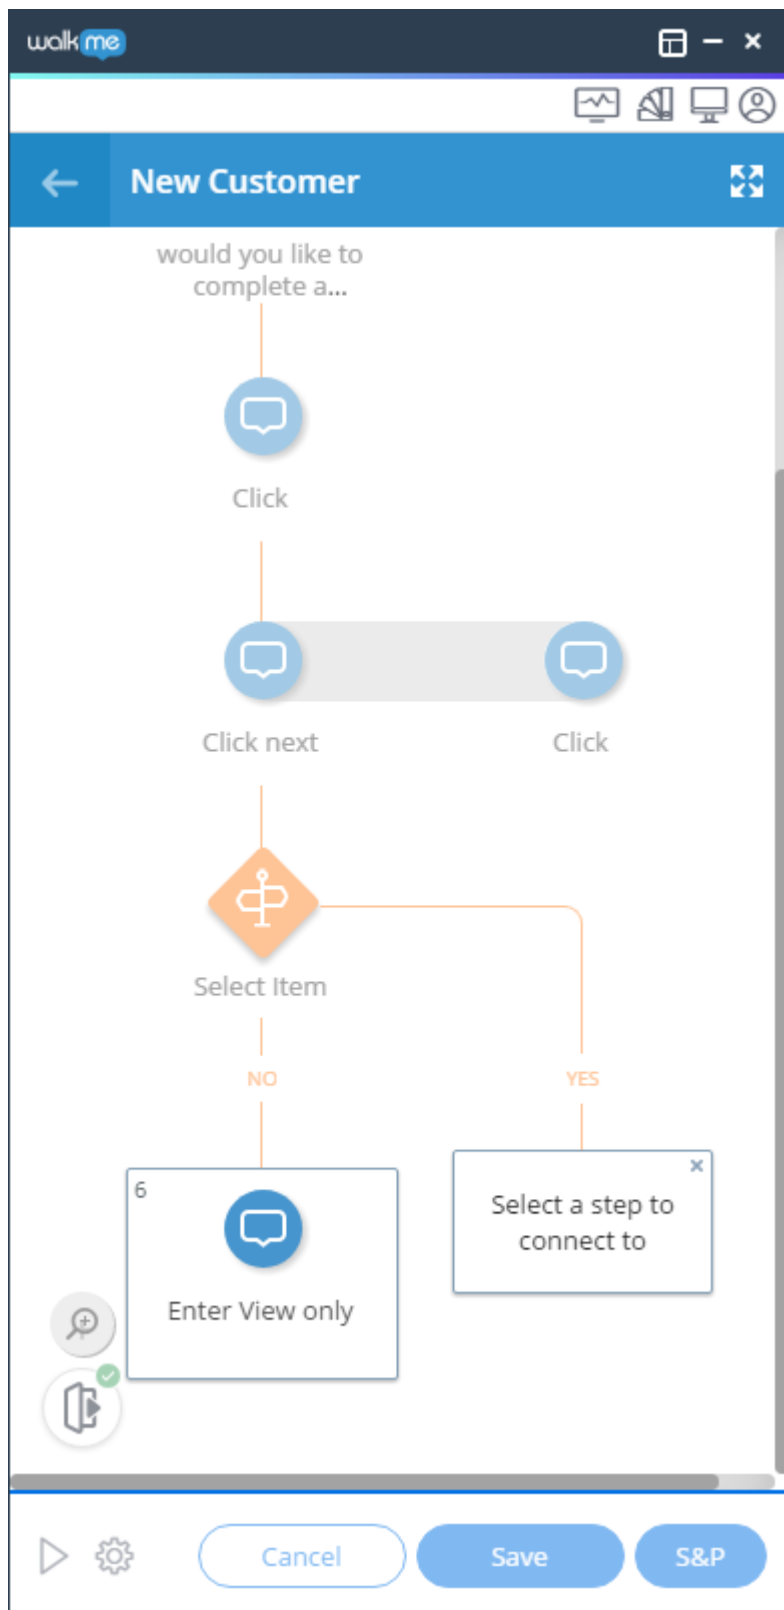 walkme
New Customer
would you like to
complete a...
Click
Click next
Click
Select Item
NO
YES
6
Enter View only
Select a step to
connect to
Cancel
Save
S&P